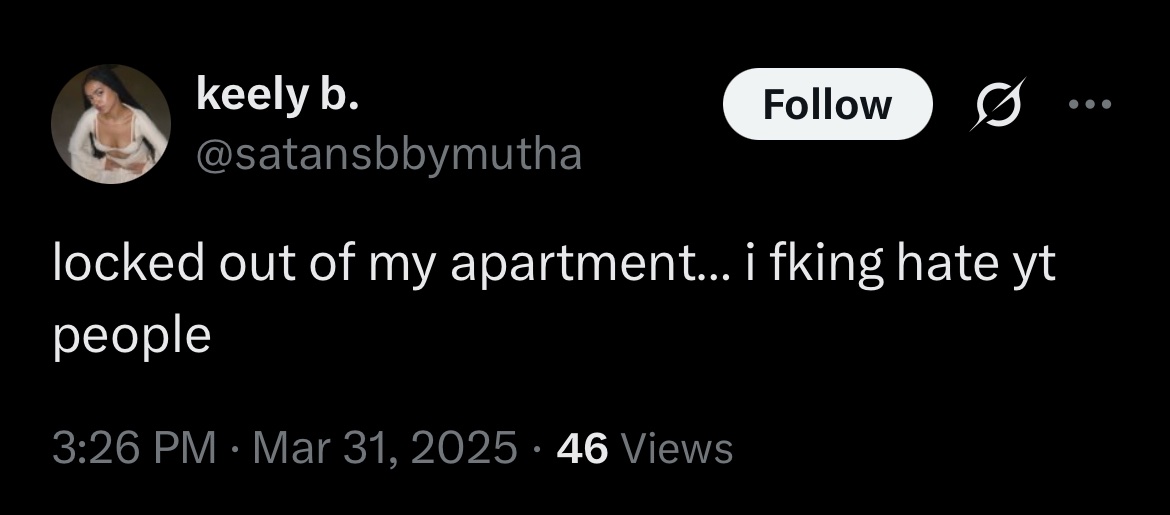 keely b.
@satansbbymutha
Follow
locked out of my apartment... i fking hate yt
people
3:26 PM · Mar 31, 2025 · 46 Views